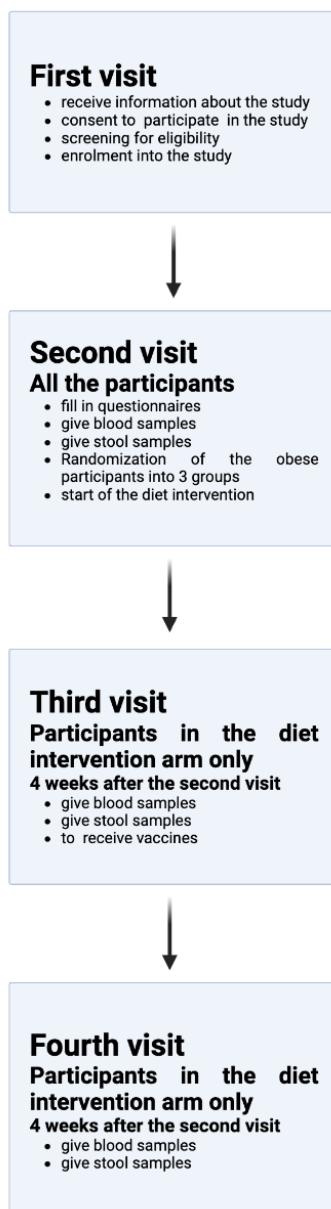 First visit
• receive information about the study
• consent to participate in the study
• screening for eligibility
• enrolment into the study
Second visit
All the participants
• fill in questionnaires
• give blood samples
• give stool samples
• Randomization of the obese
participants into 3 groups
• start of the diet intervention
Third visit
Participants in the diet
intervention arm only
4 weeks after the second visit
• give blood samples
• give stool samples
• to receive vaccines
Fourth visit
Participants in the diet
intervention arm only
4 weeks after the second visit
• give blood samples
• give stool samples